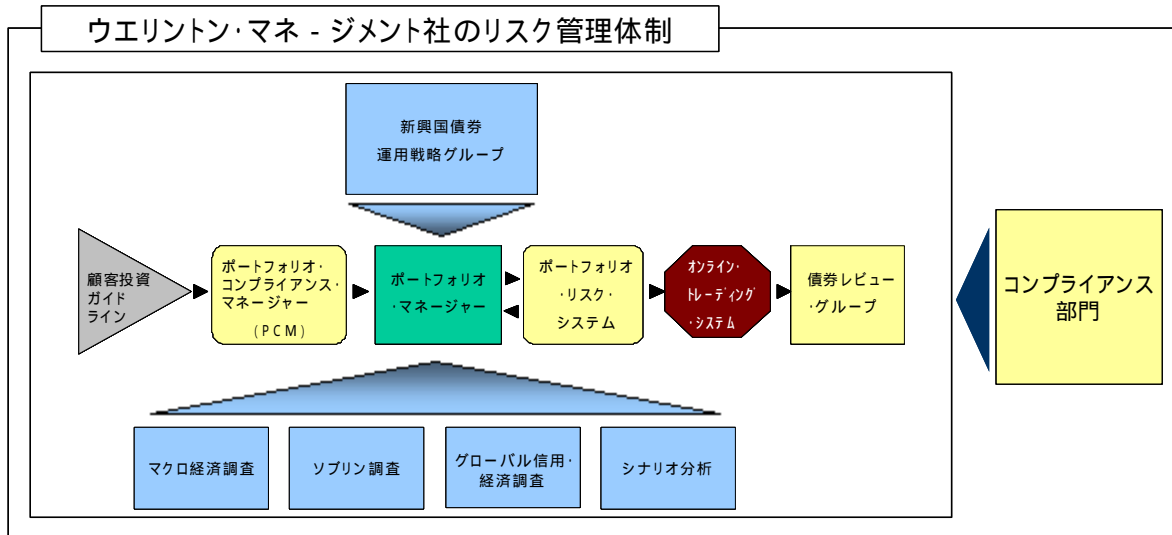 ウエリントン・マネ - ジメント社のリスク管理体制
新興国債券
運用戦略グループ
顧客投資
ガイド
ライン
ポートフォリオ・
コンプライアンス・
マネージャー
(PCM)
ポートフォリオ
・マネージャー
ポートフォリオ
・リスク・
システム
オンライン・
トレーディング
・システム
債券レビュー
・グループ
コンプライアンス
部門
マクロ経済調査
ソブリン調査
グローバル信用・
経済調査
シナリオ分析